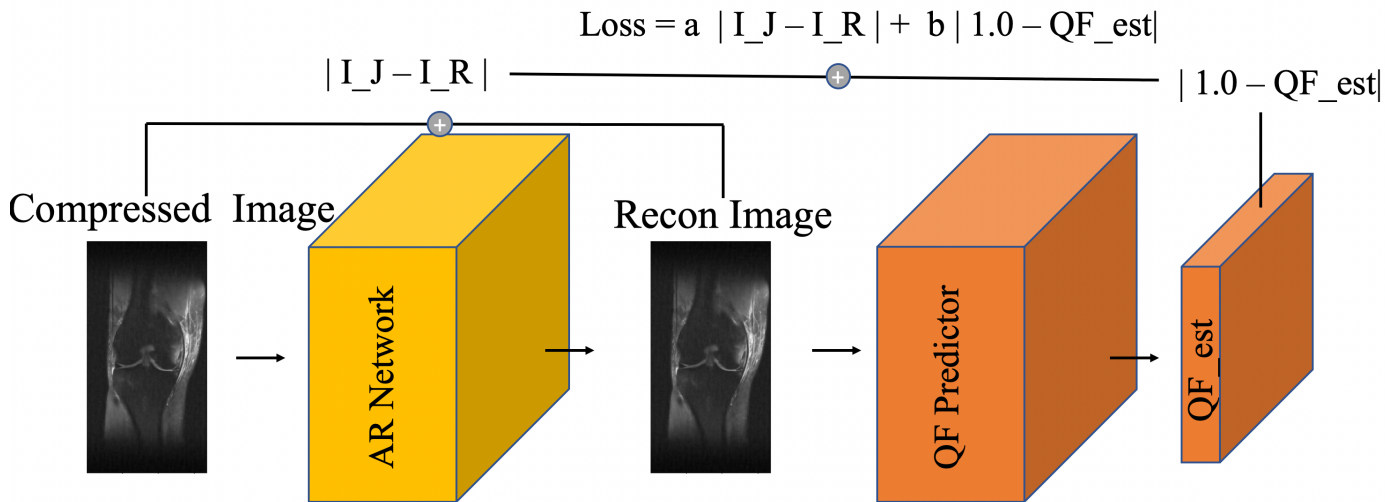 Loss = a | I_J – I_R | + b | 1.0 – QF_est|
| I_J – I_R |
+
| 1.0 – QF_est|
+
Compressed Image
Recon Image
AR Network
QF Predictor
QF_est